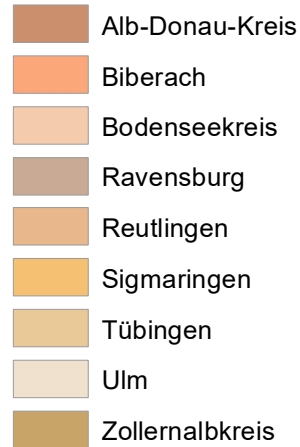 Alb-Donau-Kreis
Biberach
Bodenseekreis
Ravensburg
Reutlingen
Sigmaringen
Tübingen
Ulm
Zollernalbkreis